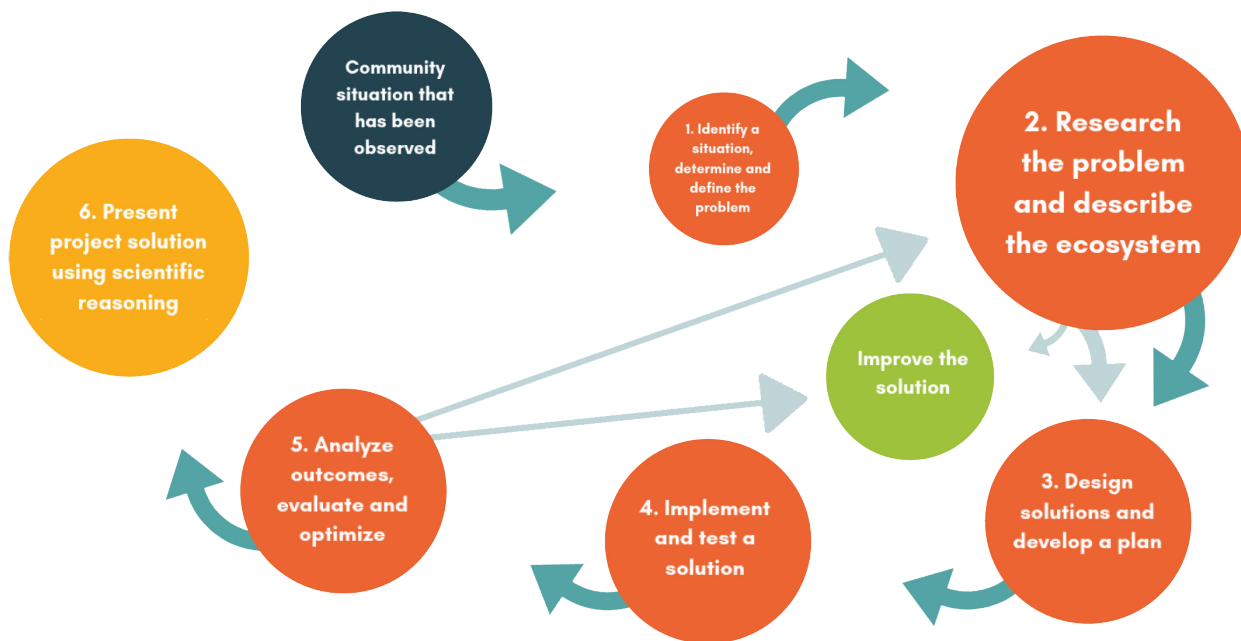 Community
situation that
has been
observed
1. Identify a
situation,
determine and
define the
problem
2. Research
the problem
and describe
the ecosystem
Improve the
solution
3. Design
solutions and
develop a plan
4. Implement
and test a
solution
5. Analyze
outcomes,
evaluate and
optimize
6. Present
project solution
using scientific
reasoning